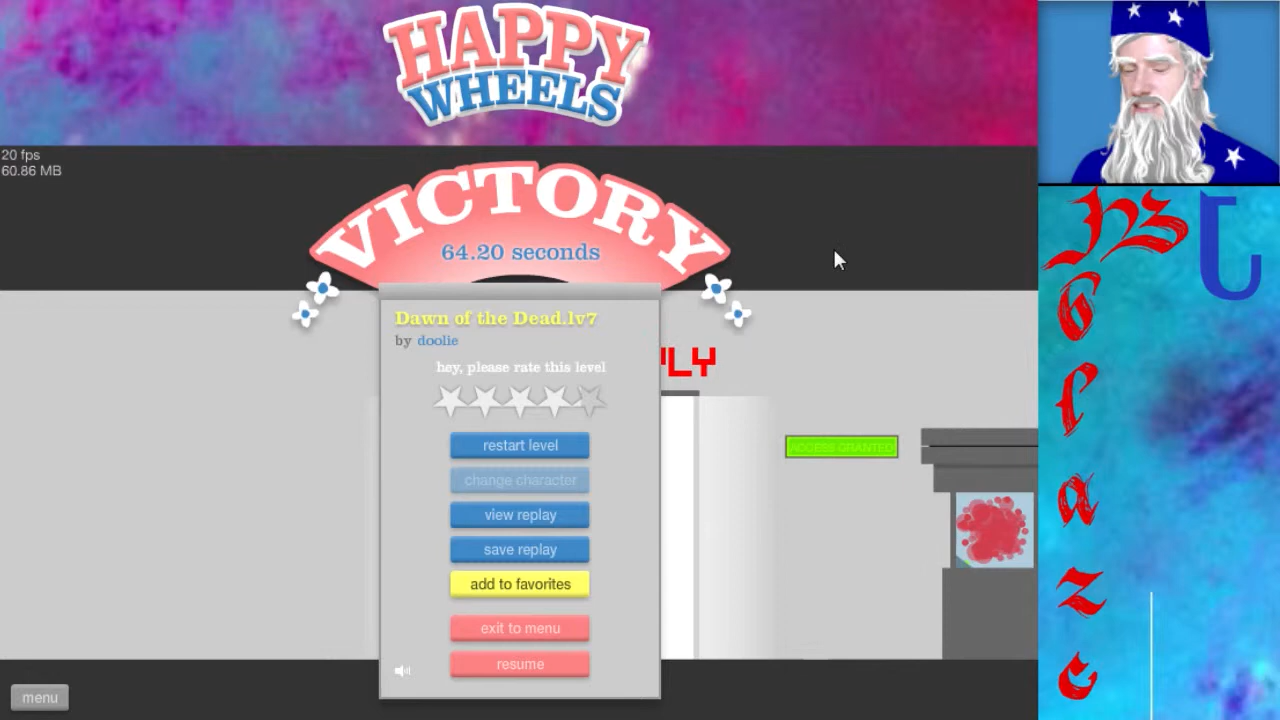 HAPPY
WHEELS
20 fps
60.86 MB
VICTORY
64.20 seconds
Dawn of the Dead.lv7
by doolie
hey, please rate this level
LY
ACCESS GRANTED
restart level
change character
view replay
save replay
add to favorites
exit to menu
resume
menu